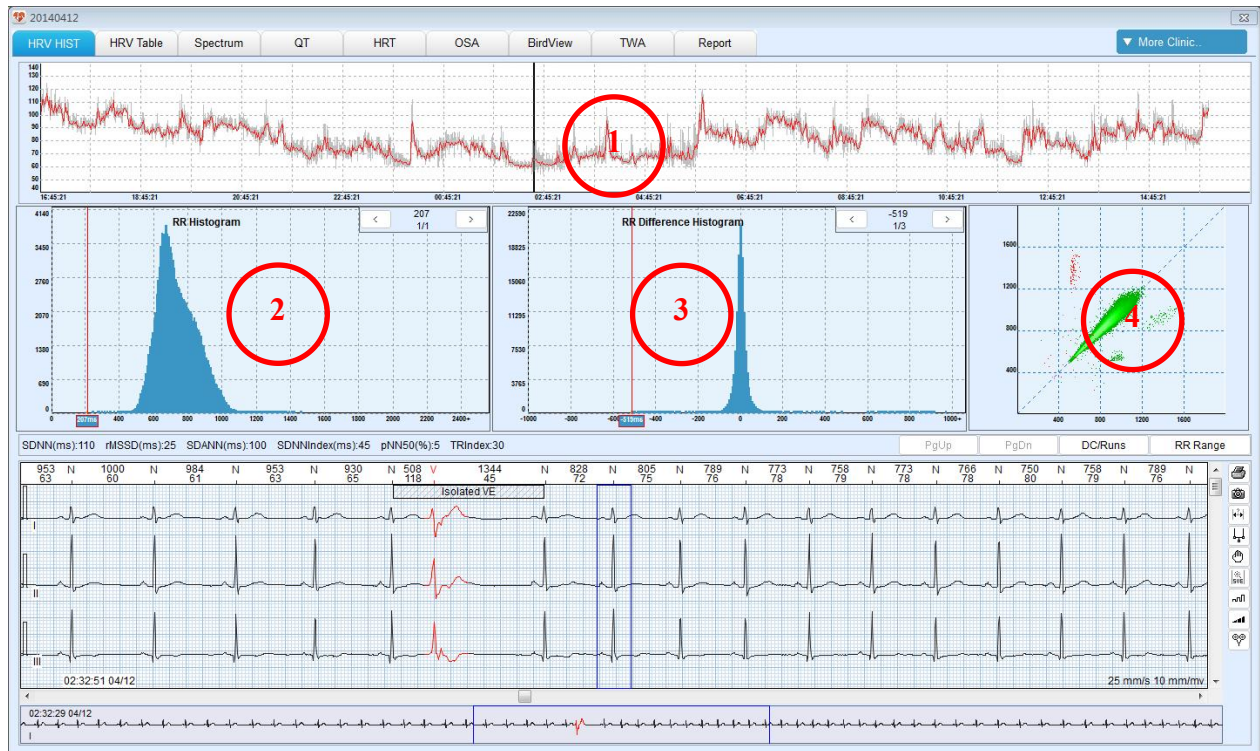 20140412
HRV HIST HRV Table Spectrum QT HRT OSA BirdView TWA Report More Clinic..
140
130
120
110
100
90
80
70
60
50
40
1
16:45:21 18:45:21 20:45:21 22:45:21 00:45:21 02:45:21 04:45:21 06:45:21 08:45:21 10:45:21 12:45:21 14:45:21
RR Histogram
< 207 >
1/1
4140
3450
2760
2070
1380
690
0
2
0 207ms 400 600 800 1000 1200 1400 1600 1800 2000 2200 2400+
RR Difference Histogram
< -519 >
1/3
22590
18825
15060
11295
7530
3765
0
3
-1000 -800 -400 -200 0 200 400 600 800 1000+
1600
1200
800
400
4
400 800 1200 1600
SDNN(ms):110 rMSSD(ms):25 SDANN(ms):100 SDNNIndex(ms):45 pNN50(%):5 TRIndex:30 PgUp PgDn DC/Runs RR Range
953 N 1000 N 984 N 953 N 930 N 508 V 1344 N 828 N 805 N 789 N 773 N 758 N 773 N 766 N 750 N 758 N 789 N
63 60 61 63 65 118 45 72 75 76 78 79 78 78 80 79 76
Isolated VE
I
II
III
02:32:51 04/12 25 mm/s 10 mm/mv
02:32:29 04/12
I